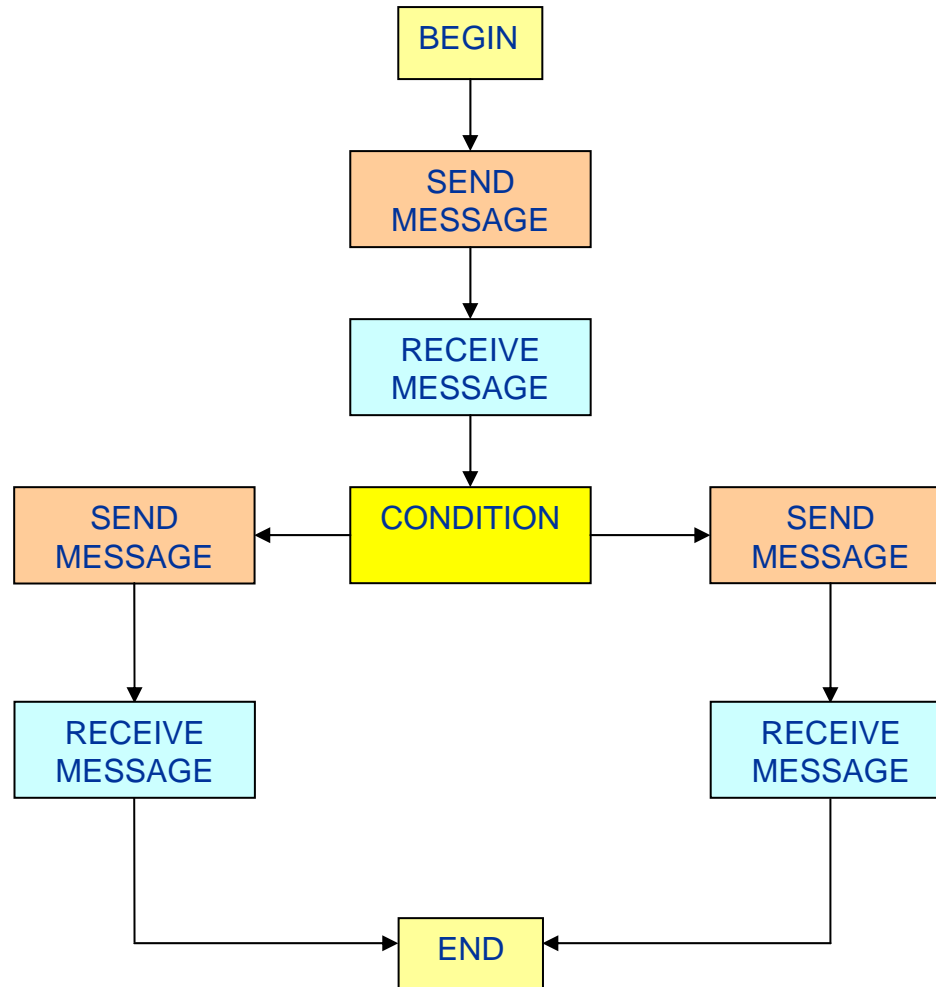 BEGIN
SEND
MESSAGE
RECEIVE
MESSAGE
SEND
MESSAGE
CONDITION
SEND
MESSAGE
RECEIVE
MESSAGE
RECEIVE
MESSAGE
END